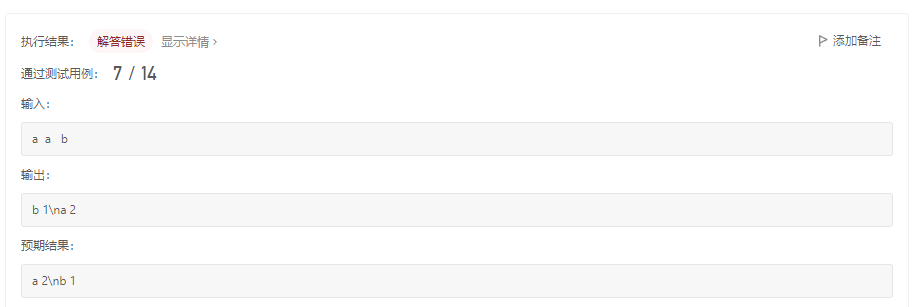 执行结果： 解答错误 显示详情 › 添加备注
通过测试用例： 7 / 14
输入：
a  a   b
输出：
b 1\na 2
预期结果：
a 2\nb 1